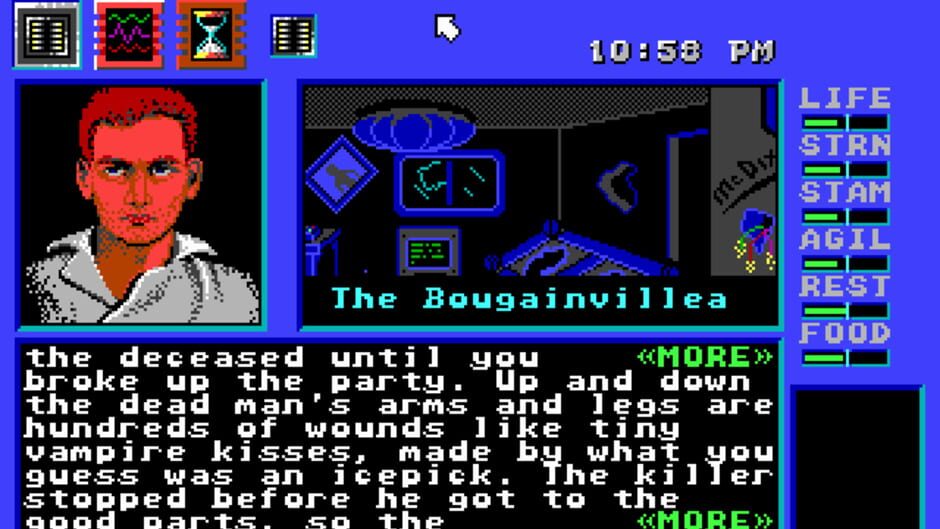 10:58 PM
LIFE
STRN
STAM
AGIL
REST
FOOD
McDix
The Bougainvillea
the deceased until you «MORE»
broke up the party. Up and down
the dead man's arms and legs are
hundreds of wounds like tiny
vampire kisses, made by what you
guess was an icepick. The killer
stopped before he got to the
good parts, so the «MORE»